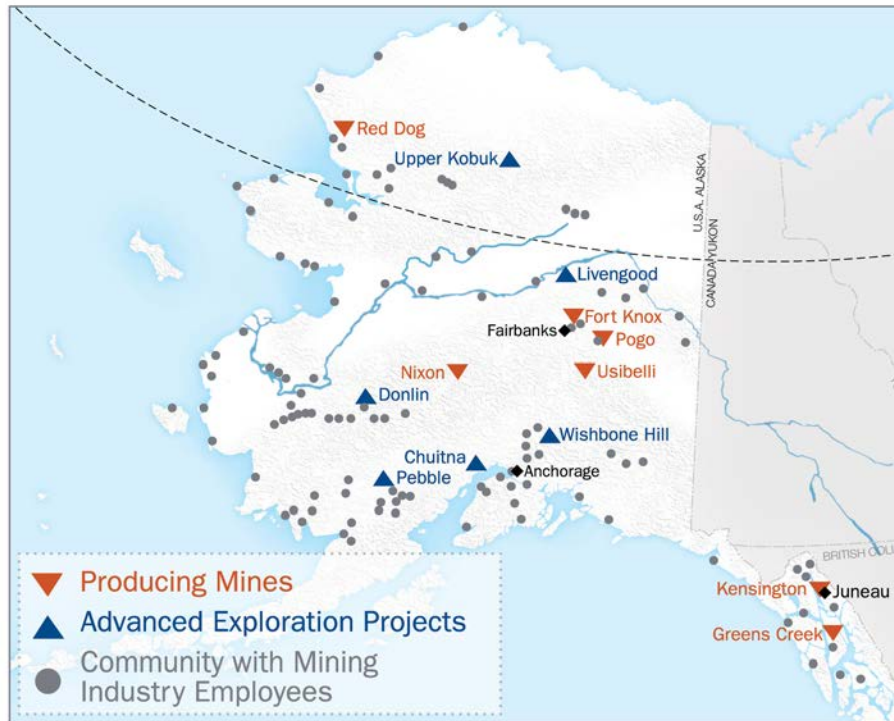 Red Dog
Upper Kobuk
U.S.A. ALASKA
CANADA/YUKON
Livengood
Fort Knox
Fairbanks
Pogo
Nixon
Usibelli
Donlin
Wishbone Hill
Chuitna
Anchorage
Pebble
BRITISH COL
Producing Mines
Kensington
Juneau
Advanced Exploration Projects
Greens Creek
Community with Mining
Industry Employees